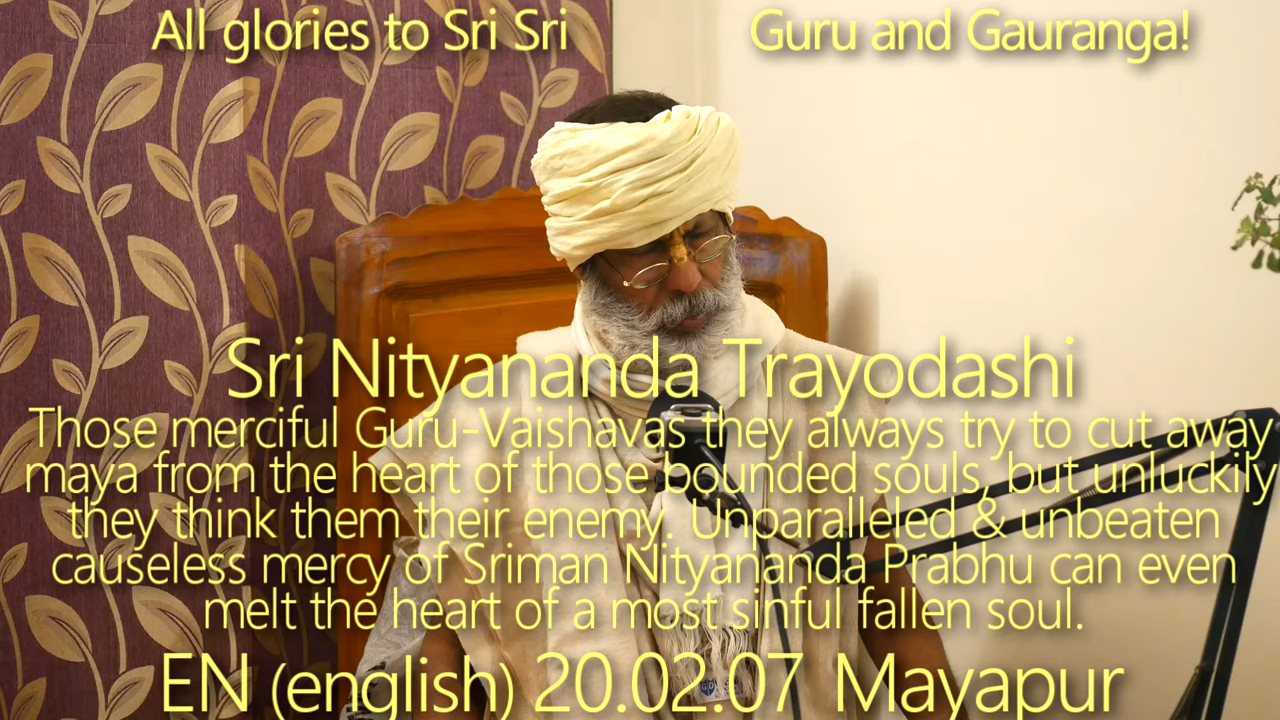 All glories to Sri Sri Guru and Gauranga!
Sri Nityananda Trayodashi
Those merciful Guru-Vaishavas they always try to cut away
maya from the heart of those bounded souls, but unluckily
they think them their enemy. Unparalleled & unbeaten
causeless mercy of Sriman Nityananda Prabhu can even
melt the heart of a most sinful fallen soul.
EN (english) 20.02.07 Mayapur